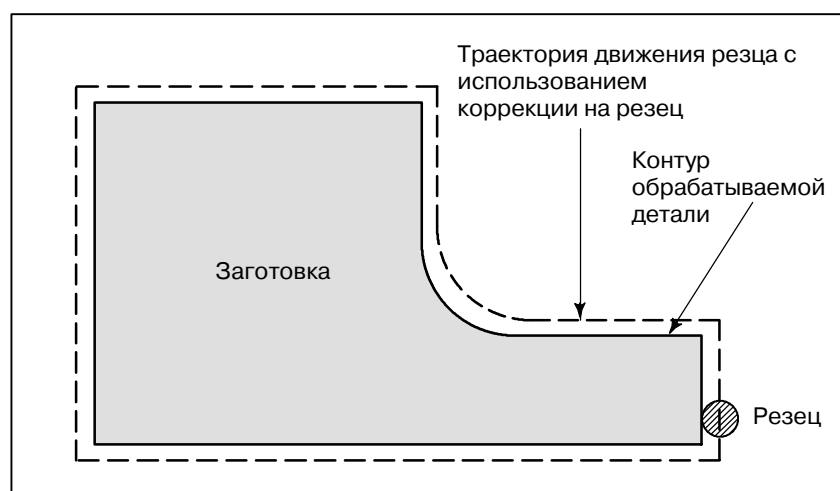 Траектория движения резца с
использованием
коррекции на резец
Контур
обрабатываемой
детали
Заготовка
Резец